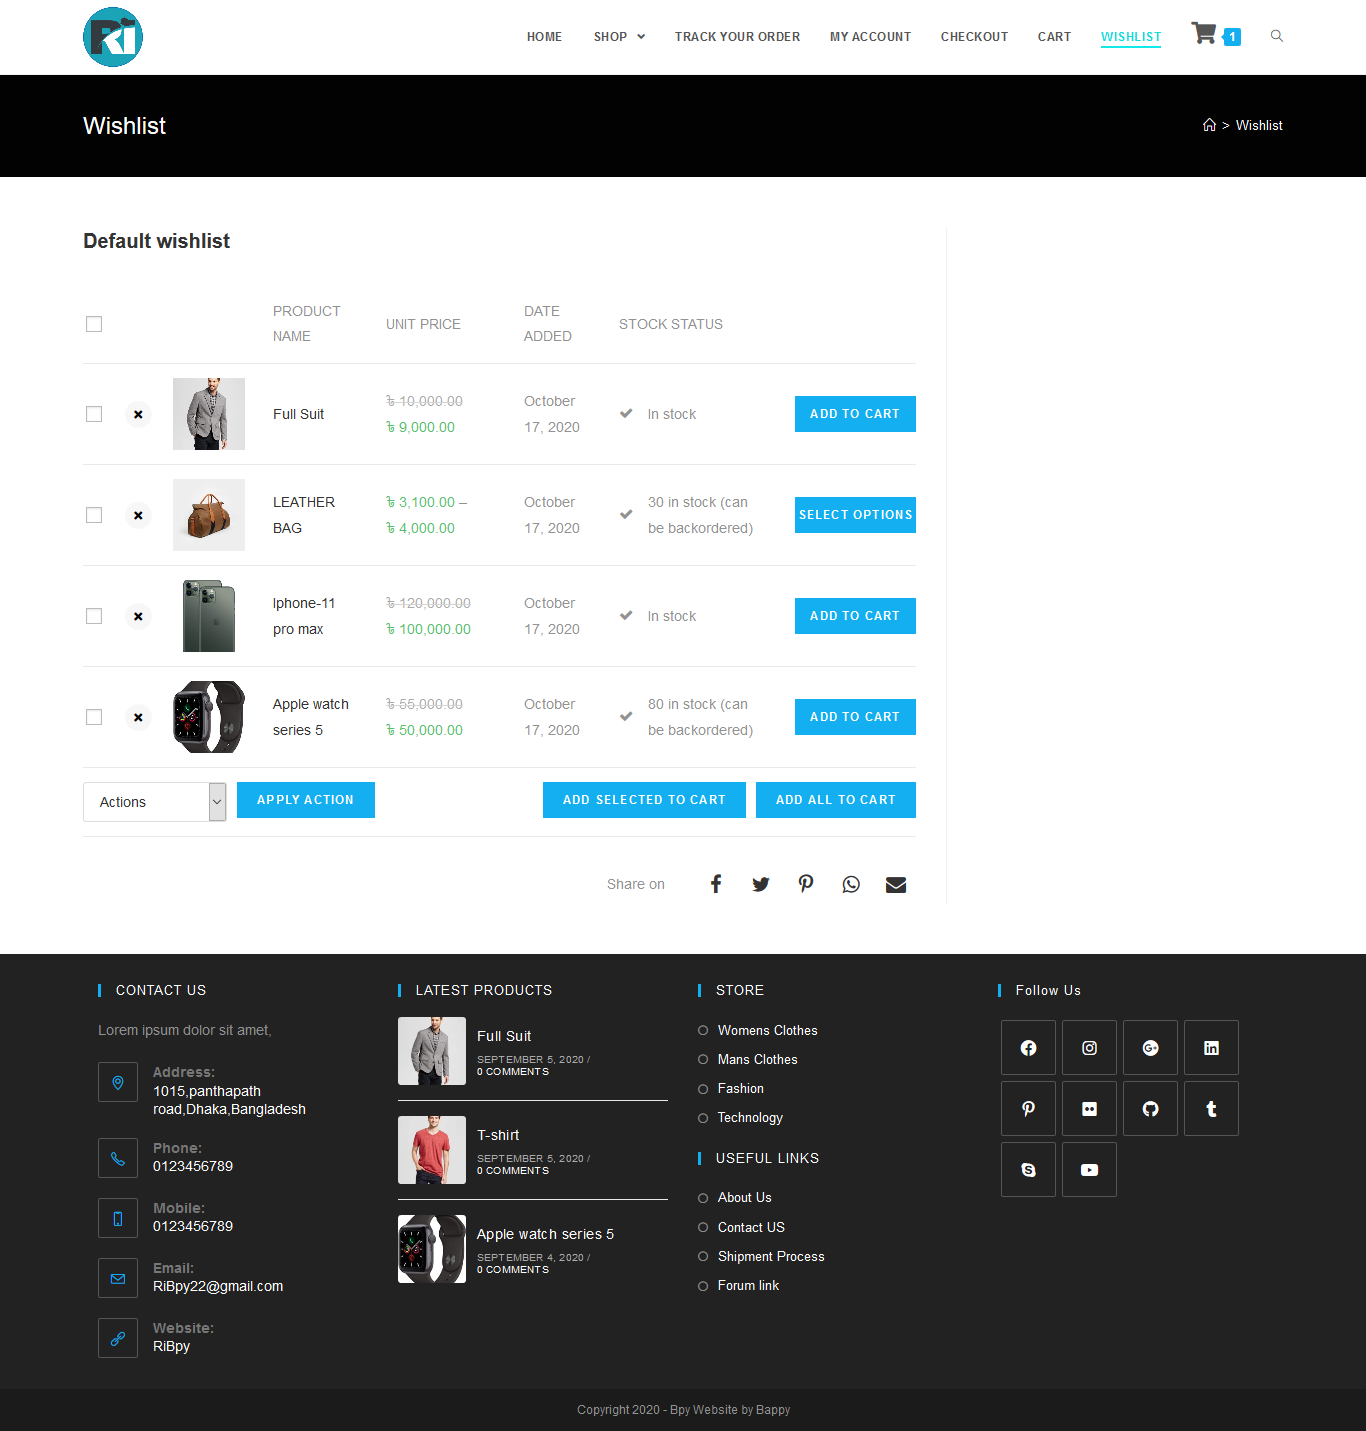 Ri
HOME SHOP TRACK YOUR ORDER MY ACCOUNT CHECKOUT CART WISHLIST 1
Wishlist
> Wishlist
Default wishlist
PRODUCT NAME UNIT PRICE DATE ADDED STOCK STATUS
Full Suit
৳ 10,000.00
৳ 9,000.00
October
17, 2020
In stock
ADD TO CART
LEATHER
BAG
৳ 3,100.00 –
৳ 4,000.00
October
17, 2020
30 in stock (can
be backordered)
SELECT OPTIONS
Iphone-11
pro max
৳ 120,000.00
৳ 100,000.00
October
17, 2020
In stock
ADD TO CART
Apple watch
series 5
৳ 55,000.00
৳ 50,000.00
October
17, 2020
80 in stock (can
be backordered)
ADD TO CART
Actions APPLY ACTION ADD SELECTED TO CART ADD ALL TO CART
Share on
CONTACT US
Lorem ipsum dolor sit amet,
Address:
1015,panthapath
road,Dhaka,Bangladesh
Phone:
0123456789
Mobile:
0123456789
Email:
RiBpy22@gmail.com
Website:
RiBpy
LATEST PRODUCTS
Full Suit
SEPTEMBER 5, 2020 /
0 COMMENTS
T-shirt
SEPTEMBER 5, 2020 /
0 COMMENTS
Apple watch series 5
SEPTEMBER 4, 2020 /
0 COMMENTS
STORE
Womens Clothes
Mans Clothes
Fashion
Technology
USEFUL LINKS
About Us
Contact US
Shipment Process
Forum link
Follow Us
Copyright 2020 - Bpy Website by Bappy